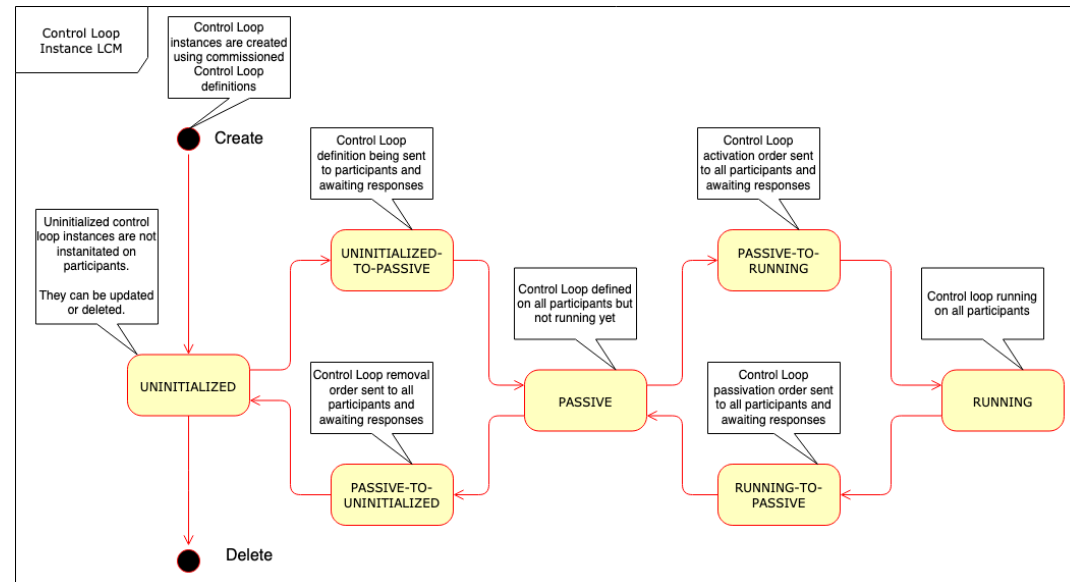 Control Loop
Instance LCM
Control Loop
instances are created
using commissioned
Control Loop
definitions
Create
Control Loop
definition being sent
to participants and
awaiting responses
Control Loop
activation order sent
to all participants and
awaiting responses
Uninitialized control
loop instances are not
instanitated on
participants.
They can be updated
or deleted.
UNINITIALIZED-
TO-PASSIVE
PASSIVE-TO-
RUNNING
Control Loop defined
on all participants but
not running yet
Control loop running
on all participants
UNINITIALIZED
Control Loop removal
order sent to all
participants and
awaiting responses
PASSIVE
Control Loop
passivation order sent
to all participants and
awaiting responses
RUNNING
PASSIVE-TO-
UNINITIALIZED
RUNNING-TO-
PASSIVE
Delete